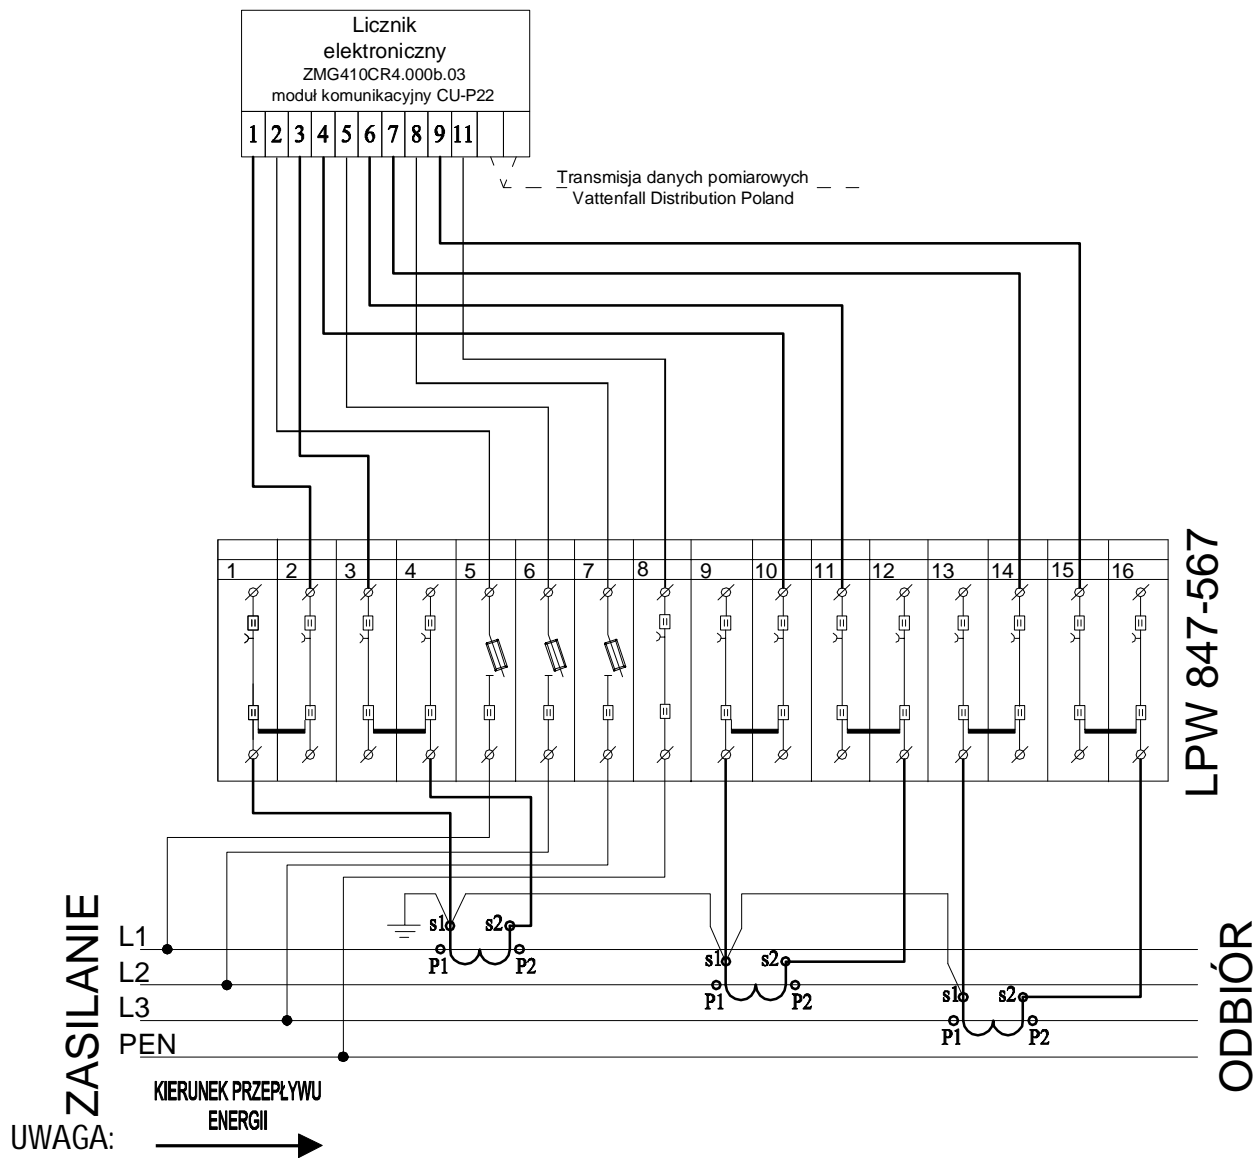 Licznik
elektroniczny
ZMG410CR4.000b.03
moduł komunikacyjny CU-P22
1 2 3 4 5 6 7 8 9 11
Transmisja danych pomiarowych
Vattenfall Distribution Poland
1 2 3 4 5 6 7 8 9 10 11 12 13 14 15 16
LPW 847-567
ZASILANIE
ODBIÓR
L1
s1 s2
P1 P2
L2
s1 s2
P1 P2
L3
s1 s2
P1 P2
PEN
KIERUNEK PRZEPŁYWU
ENERGII
UWAGA: